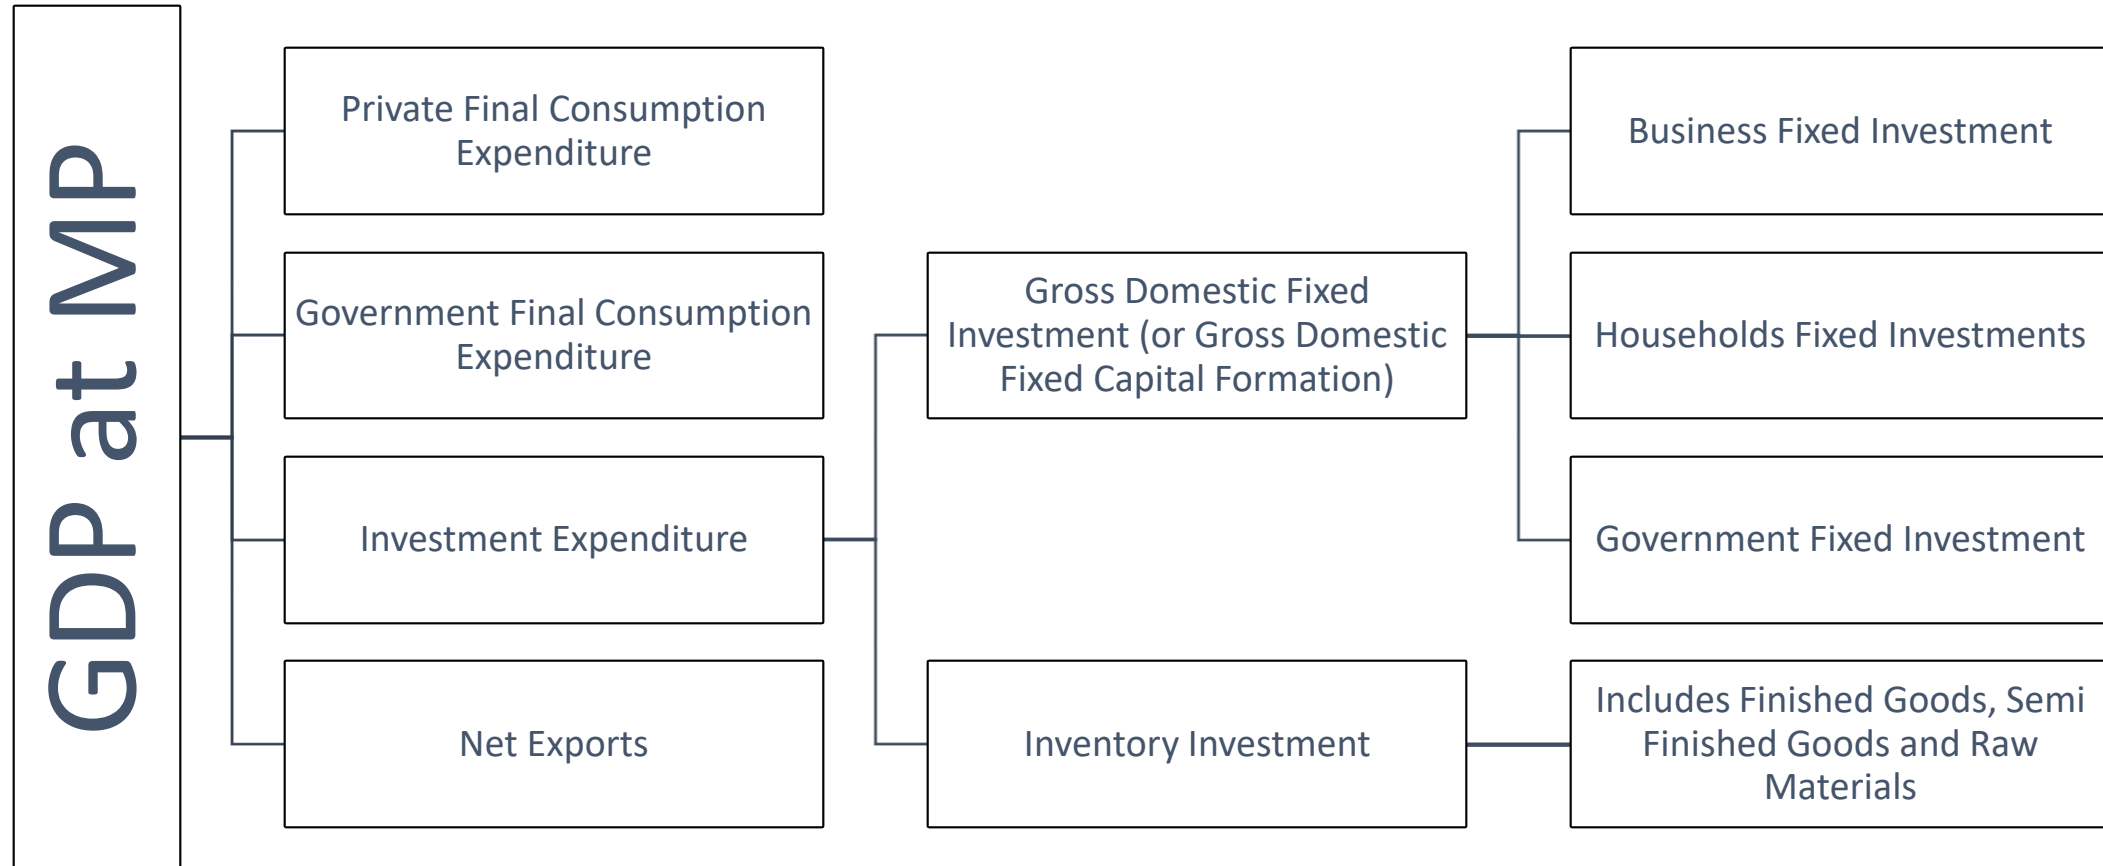 GDP at MP
Private Final Consumption
Expenditure
Government Final Consumption
Expenditure
Investment Expenditure
Net Exports
Gross Domestic Fixed
Investment (or Gross Domestic
Fixed Capital Formation)
Inventory Investment
Business Fixed Investment
Households Fixed Investments
Government Fixed Investment
Includes Finished Goods, Semi
Finished Goods and Raw
Materials